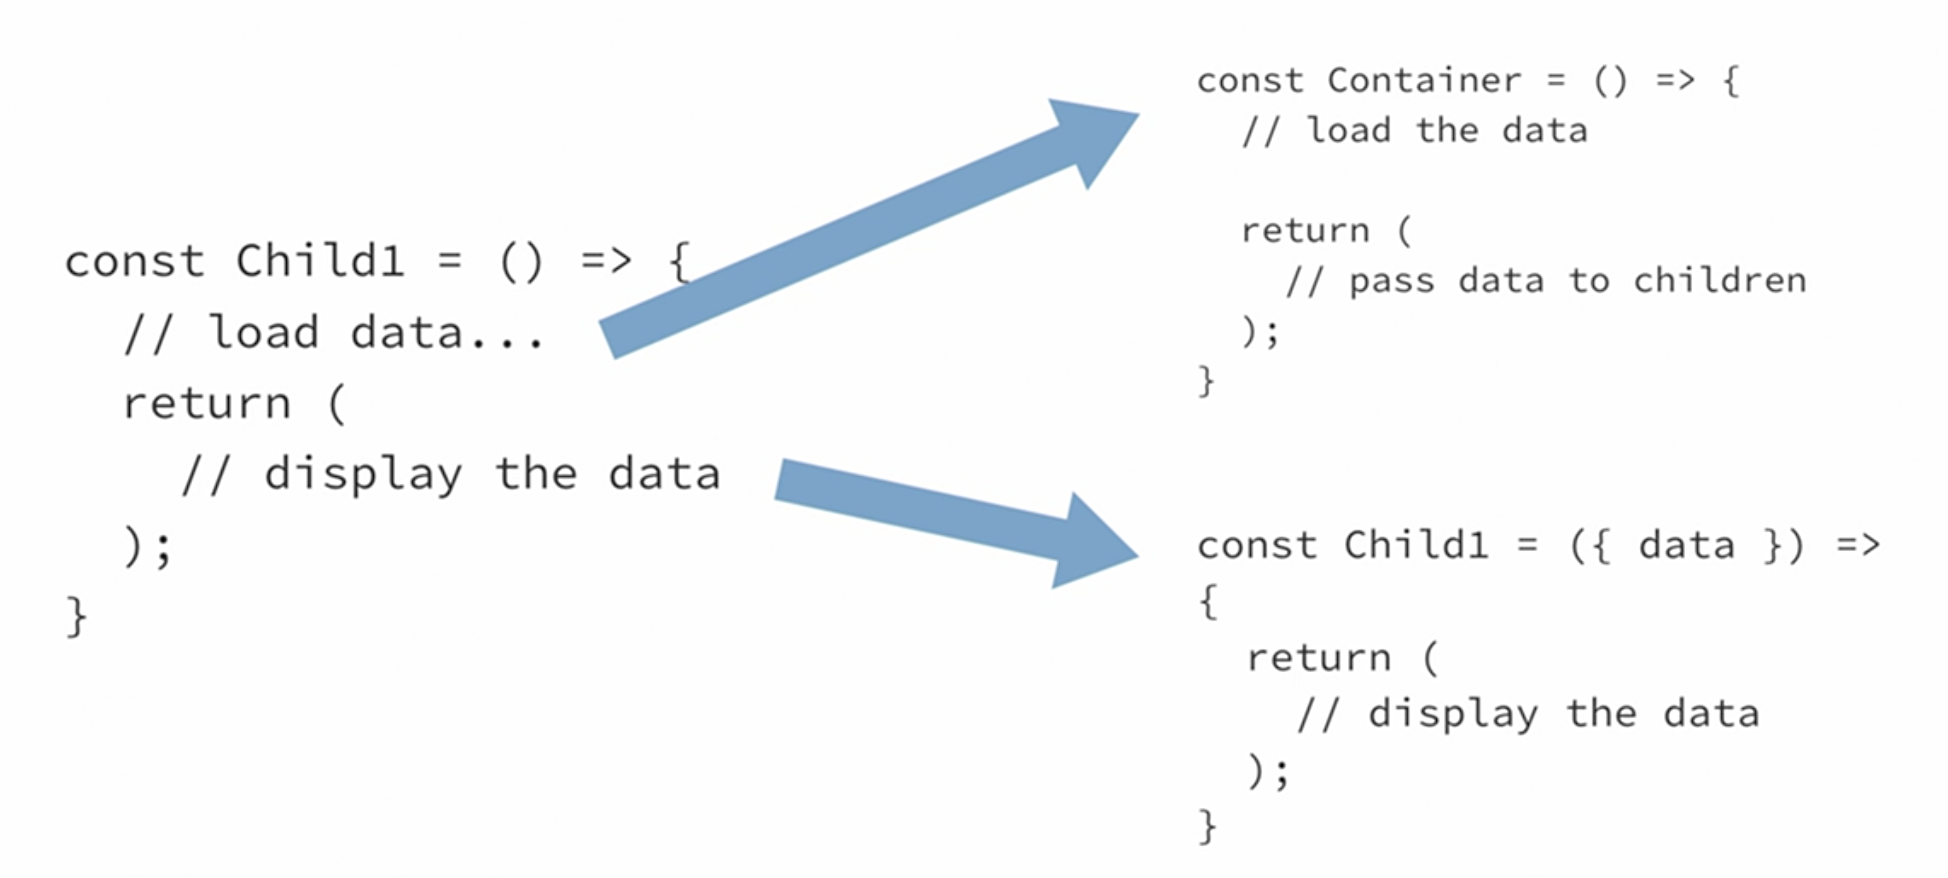 const Child1 = () => {
  // load data...
  return (
    // display the data
  );
}
const Container = () => {
  // load the data

  return (
    // pass data to children
  );
}
const Child1 = ({ data }) =>
{
  return (
    // display the data
  );
}